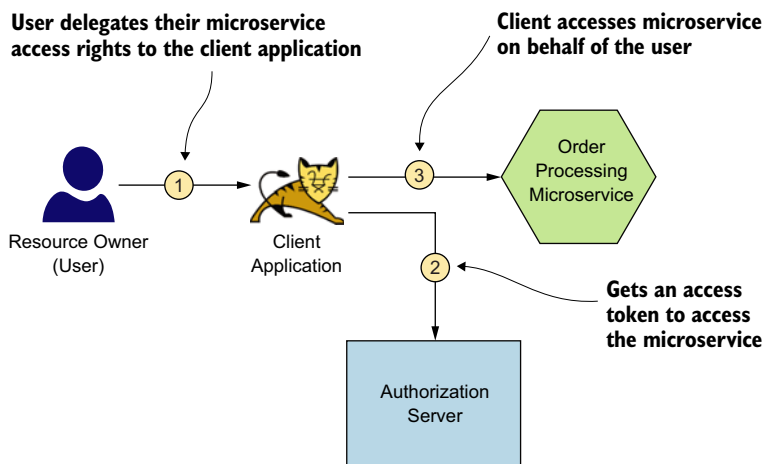 User delegates their microservice
access rights to the client application
Client accesses microservice
on behalf of the user
1
3
Order
Processing
Microservice
Resource Owner
(User)
Client
Application
2
Gets an access
token to access
the microservice
Authorization
Server